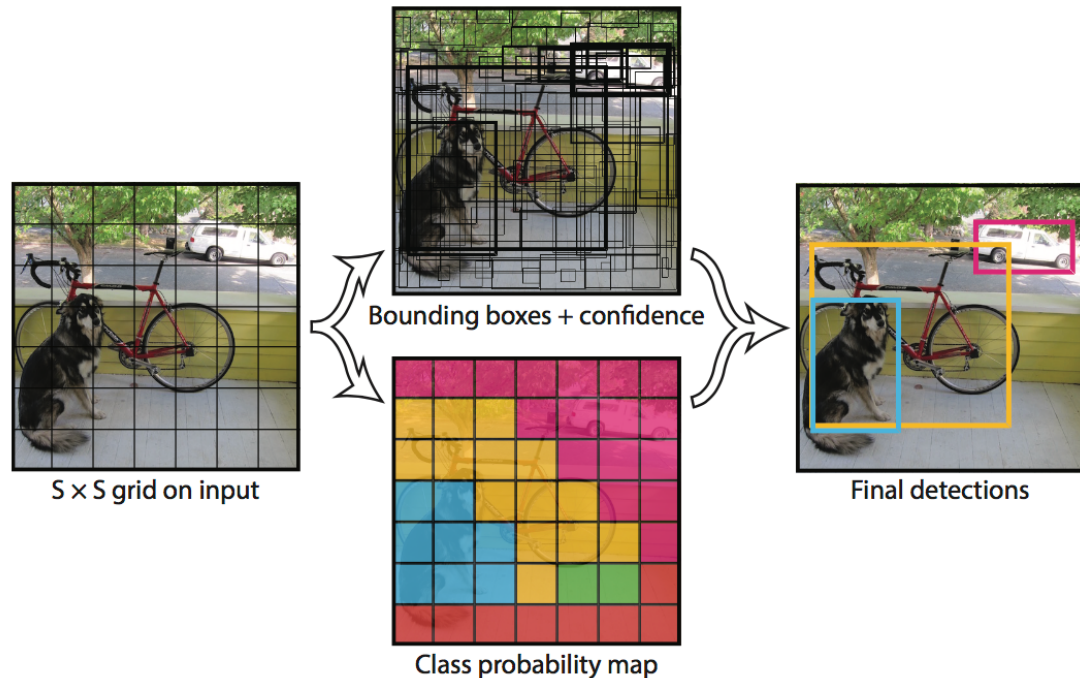 Bounding boxes + confidence
S × S grid on input
Final detections
Class probability map